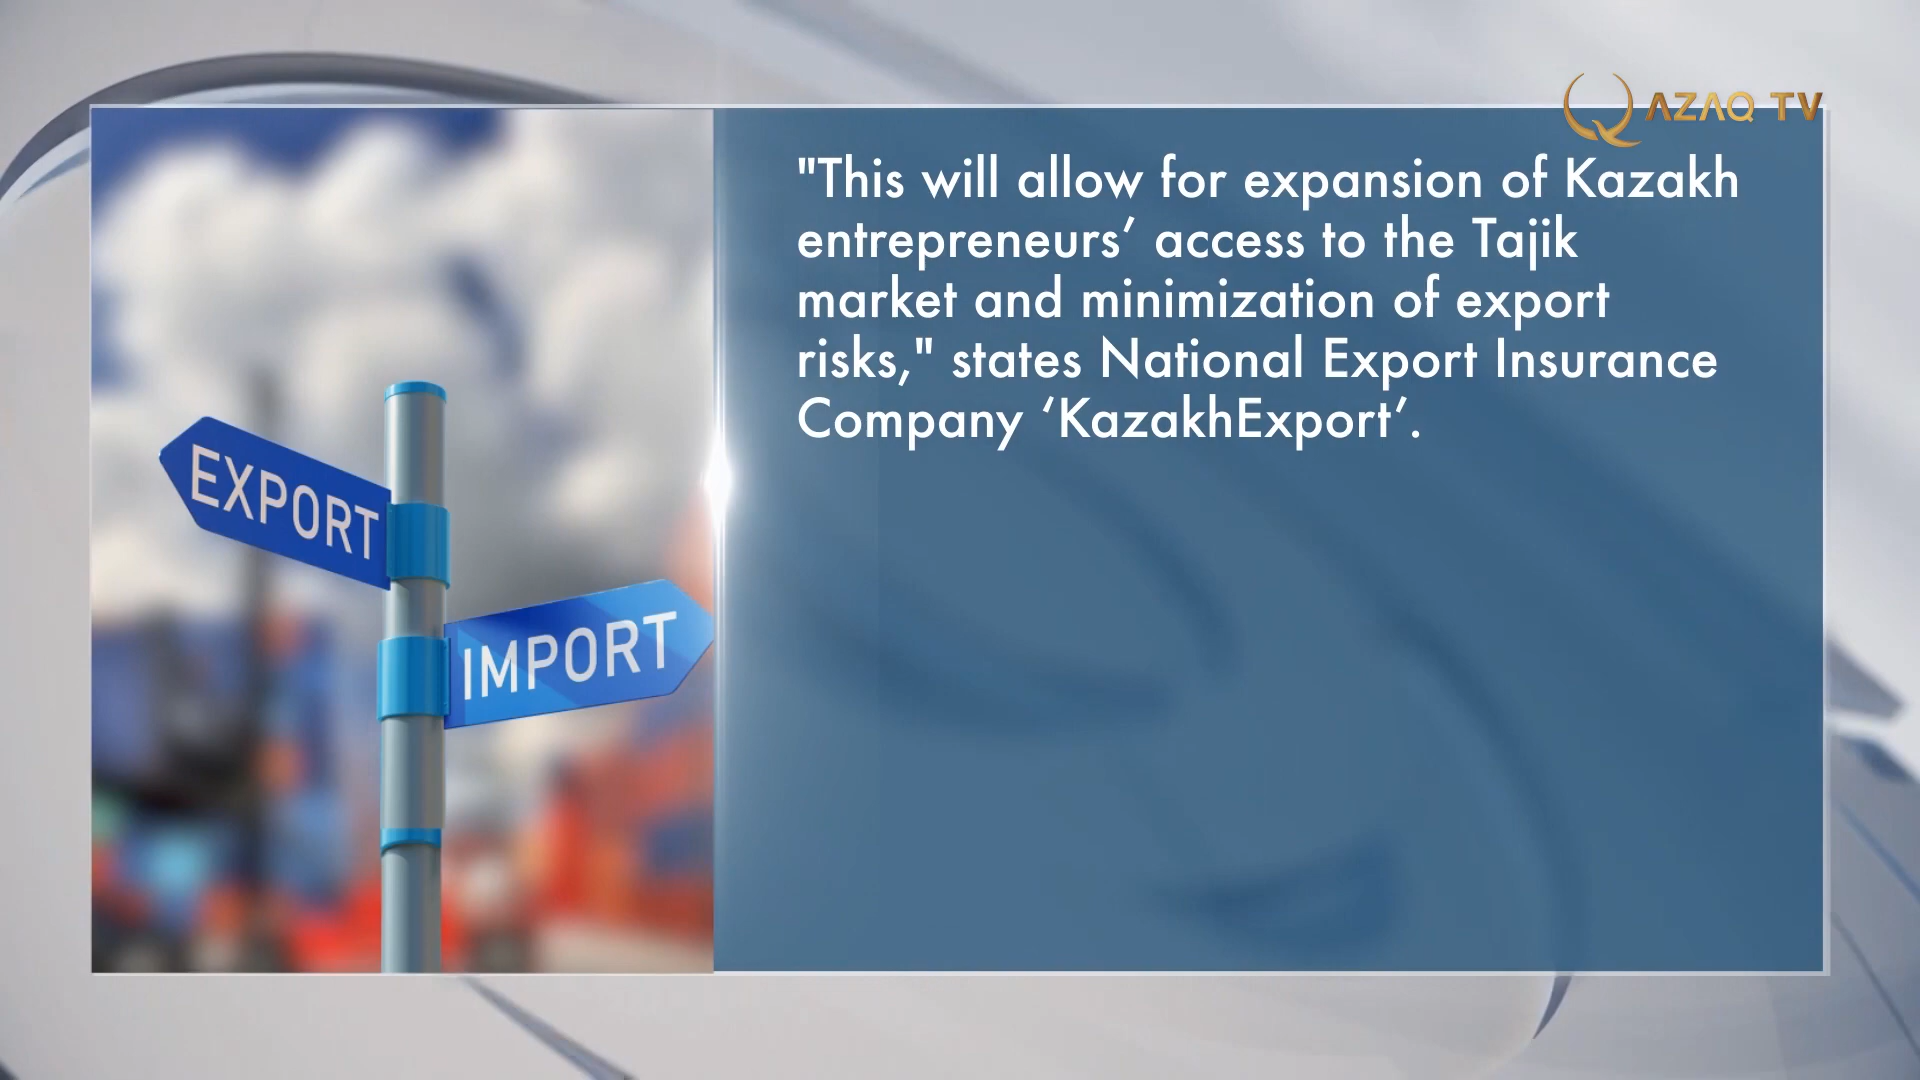 QAZAQ TV
"This will allow for expansion of Kazakh
entrepreneurs’ access to the Tajik
market and minimization of export
risks," states National Export Insurance
Company ‘KazakhExport’.
EXPORT
IMPORT